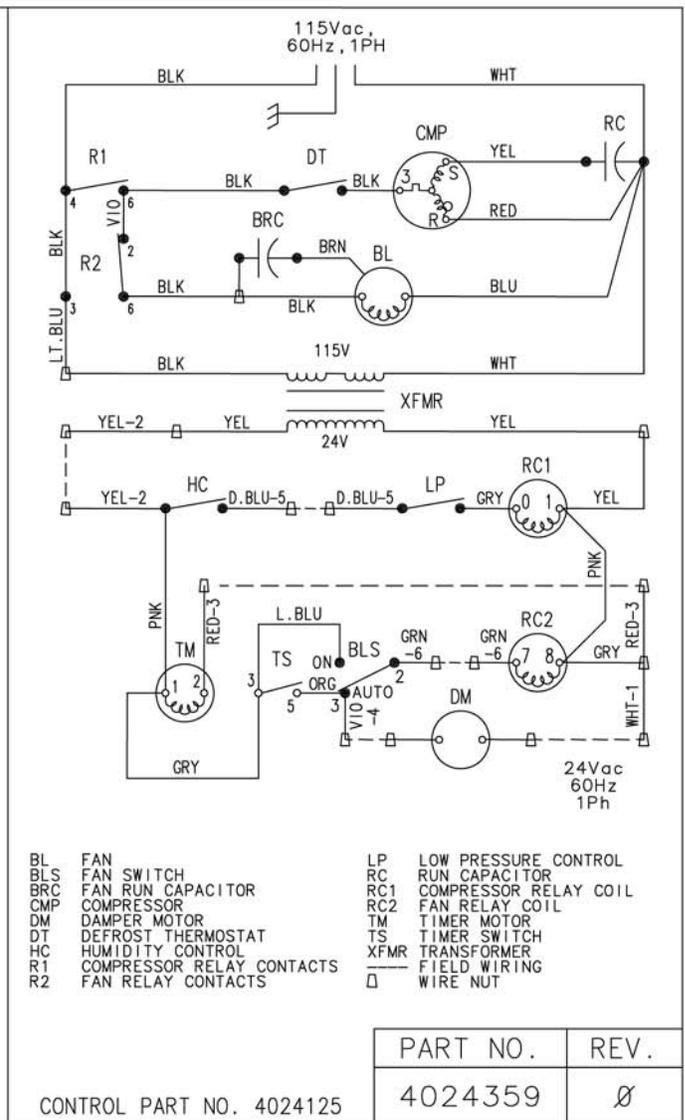 115Vac,
60Hz, 1PH
BLK
WHT
CMP
RC
R1
DT
YEL
S
4
6
BLK
BLK
3
R
RED
VIO
BLK
2
BRC
BRN
BL
R2
3
6
BLK
BLK
BLU
LT.BLU
BLK
115V
WHT
XFMR
YEL-2
YEL
24V
YEL
HC
LP
RC1
YEL-2
D.BLU-5
D.BLU-5
GRY
0
1
YEL
PNK
RED-3
PNK
RED-3
L.BLU
TM
TS
BLS
ON
GRN
-6
GRN
-6
RC2
1
2
3
ORG
AUTO
2
7
8
GRY
5
3
VIO
-4
DM
WHT-1
GRY
24Vac
60Hz
1Ph
BL FAN
BLS FAN SWITCH
BRC FAN RUN CAPACITOR
CMP COMPRESSOR
DM DAMPER MOTOR
DT DEFROST THERMOSTAT
HC HUMIDITY CONTROL
R1 COMPRESSOR RELAY CONTACTS
R2 FAN RELAY CONTACTS
LP LOW PRESSURE CONTROL
RC RUN CAPACITOR
RC1 COMPRESSOR RELAY COIL
RC2 FAN RELAY COIL
TM TIMER MOTOR
TS TIMER SWITCH
XFMR TRANSFORMER
---- FIELD WIRING
WIRE NUT
PART NO.
REV.
4024359
Ø
CONTROL PART NO. 4024125